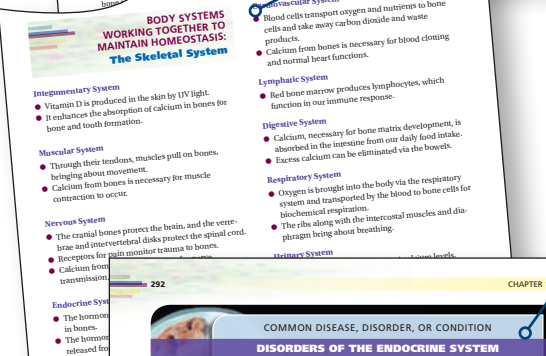 BODY SYSTEMS
WORKING TOGETHER TO
MAINTAIN HOMEOSTASIS:
The Skeletal System
Integumentary System
Vitamin D is produced in the skin by UV light.
It enhances the absorption of calcium in bones for
bone and tooth formation.
Muscular System
Through their tendons, muscles pull on bones,
bringing about movement.
Calcium from bones is necessary for muscle
contraction to occur.
Nervous System
The cranial bones protect the brain, and the verte-
brae and intervertebral disks protect the spinal cord.
Receptors for pain monitor trauma to bones.
Calcium from
transmission.
Endocrine Syst
The hormon
in bones.
The hormon
released fro
Cardiovascular System
Blood cells transport oxygen and nutrients to bone
cells and take away carbon dioxide and waste
products.
Calcium from bones is necessary for blood clotting
and normal heart functions.
Lymphatic System
Red bone marrow produces lymphocytes, which
function in our immune response.
Digestive System
Calcium, necessary for bone matrix development, is
absorbed in the intestine from our daily food intake.
Excess calcium can be eliminated via the bowels.
Respiratory System
Oxygen is brought into the body via the respiratory
system and transported by the blood to bone cells for
biochemical respiration.
The ribs along with the intercostal muscles and dia-
phragm bring about breathing.
Urinary System
levels.
292
CHAPTER
COMMON DISEASE, DISORDER, OR CONDITION
DISORDERS OF THE ENDOCRINE SYSTEM